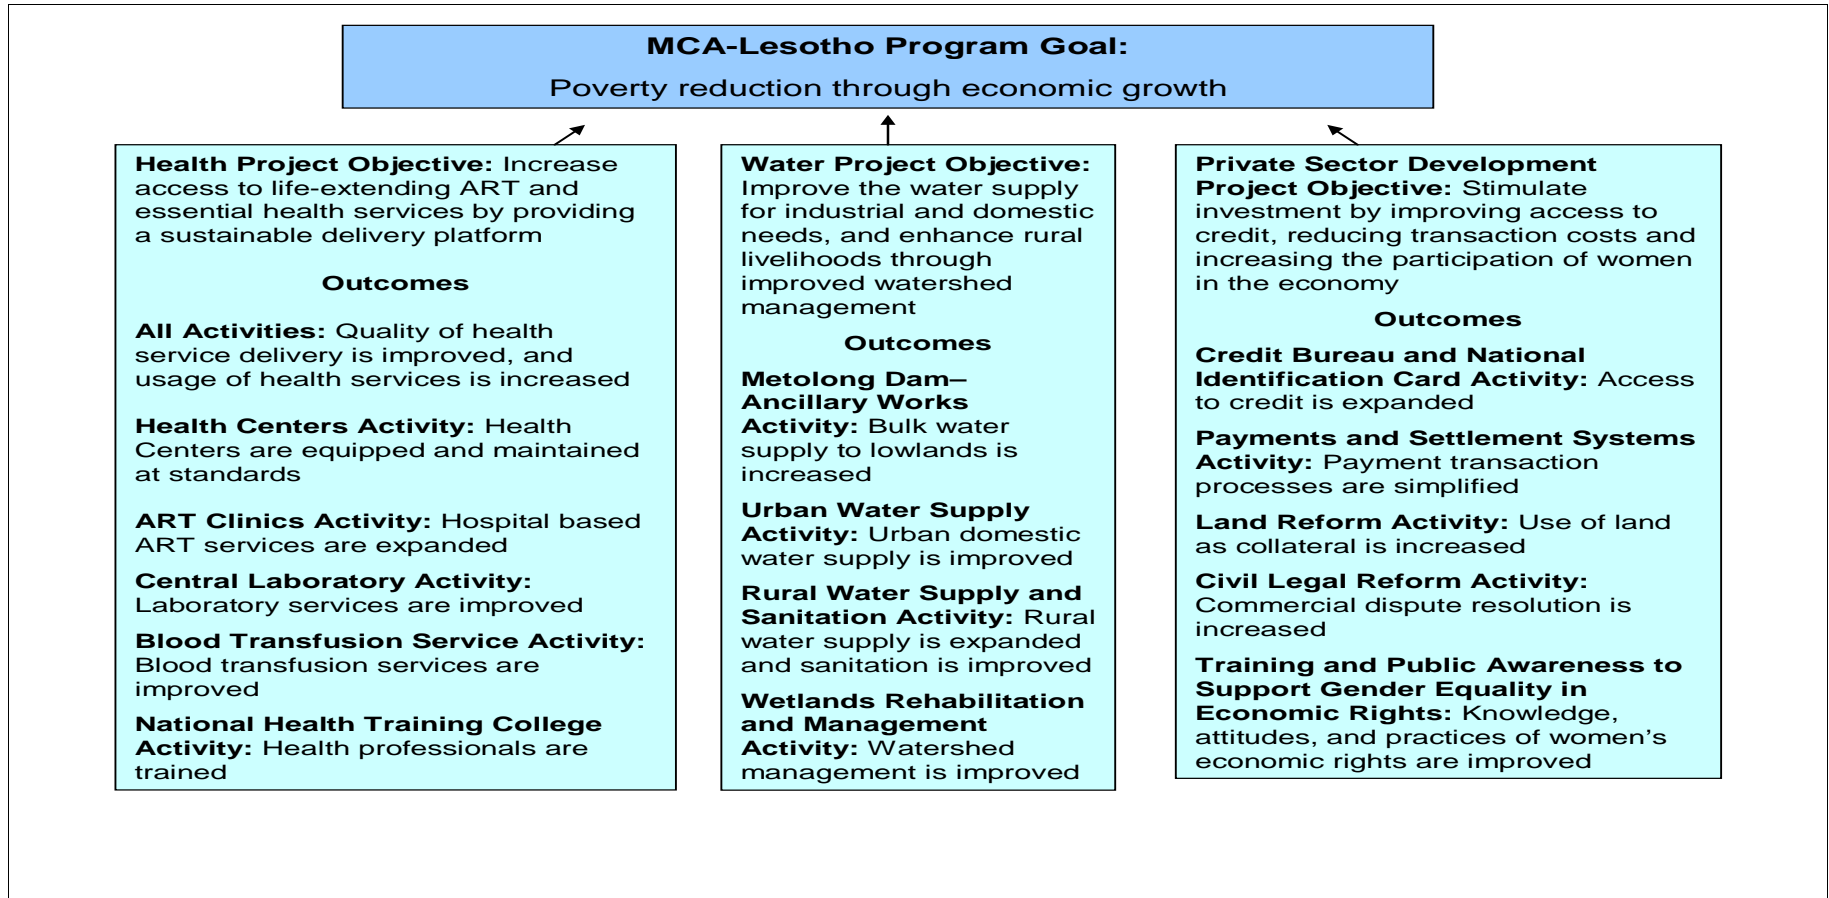 MCA-Lesotho Program Goal:
Poverty reduction through economic growth
Health Project Objective: Increase
access to life-extending ART and
essential health services by providing
a sustainable delivery platform
Outcomes
All Activities: Quality of health
service delivery is improved, and
usage of health services is increased
Health Centers Activity: Health
Centers are equipped and maintained
at standards
ART Clinics Activity: Hospital based
ART services are expanded
Central Laboratory Activity:
Laboratory services are improved
Blood Transfusion Service Activity:
Blood transfusion services are
improved
National Health Training College
Activity: Health professionals are
trained
Water Project Objective:
Improve the water supply
for industrial and domestic
needs, and enhance rural
livelihoods through
improved watershed
management
Outcomes
Metolong Dam–
Ancillary Works
Activity: Bulk water
supply to lowlands is
increased
Urban Water Supply
Activity: Urban domestic
water supply is improved
Rural Water Supply and
Sanitation Activity: Rural
water supply is expanded
and sanitation is improved
Wetlands Rehabilitation
and Management
Activity: Watershed
management is improved
Private Sector Development
Project Objective: Stimulate
investment by improving access to
credit, reducing transaction costs and
increasing the participation of women
in the economy
Outcomes
Credit Bureau and National
Identification Card Activity: Access
to credit is expanded
Payments and Settlement Systems
Activity: Payment transaction
processes are simplified
Land Reform Activity: Use of land
as collateral is increased
Civil Legal Reform Activity:
Commercial dispute resolution is
increased
Training and Public Awareness to
Support Gender Equality in
Economic Rights: Knowledge,
attitudes, and practices of women’s
economic rights are improved